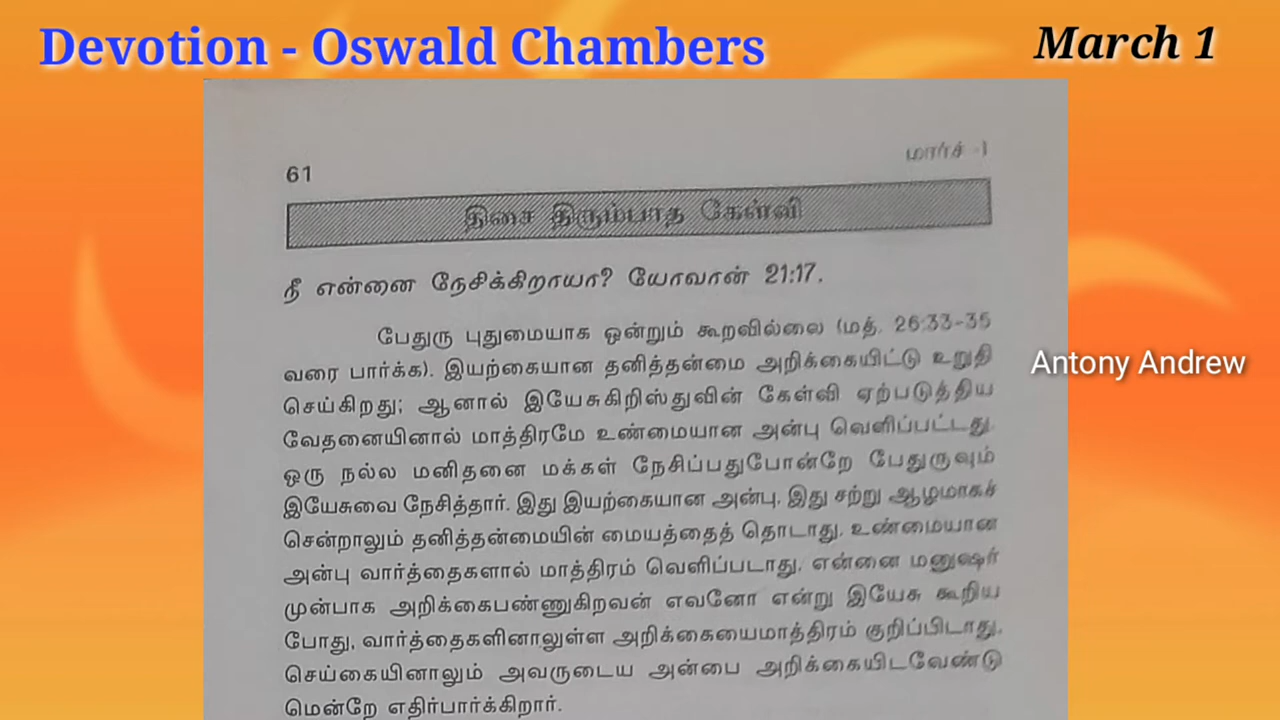 Devotion - Oswald Chambers
March 1
மார்ச் -1
61
திசை திரும்பாத கேள்வி
நீ என்னை நேசிக்கிறாயா? யோவான் 21:17.
பேதுரு புதுமையாக ஒன்றும் கூறவில்லை (மத். 26:33-35
வரை பார்க்க). இயற்கையான தனித்தன்மை அறிக்கையிட்டு உறுதி
Antony Andrew
செய்கிறது; ஆனால் இயேசுகிறிஸ்துவின் கேள்வி ஏற்படுத்திய
வேதனையினால் மாத்திரமே உண்மையான அன்பு வெளிப்பட்டது.
ஒரு நல்ல மனிதனை மக்கள் நேசிப்பதுபோன்றே பேதுருவும்
இயேசுவை நேசித்தார். இது இயற்கையான அன்பு. இது சற்று ஆழமாகச்
சென்றாலும் தனித்தன்மையின் மையத்தைத் தொடாது. உண்மையான
அன்பு வார்த்தைகளால் மாத்திரம் வெளிப்படாது. என்னை மனுஷர்
முன்பாக அறிக்கைபண்ணுகிறவன் எவனோ என்று இயேசு கூறிய
போது, வார்த்தைகளினாலுள்ள அறிக்கையைமாத்திரம் குறிப்பிடாது,
செய்கையினாலும் அவருடைய அன்பை அறிக்கையிடவேண்டு
மென்றே எதிர்பார்க்கிறார்.